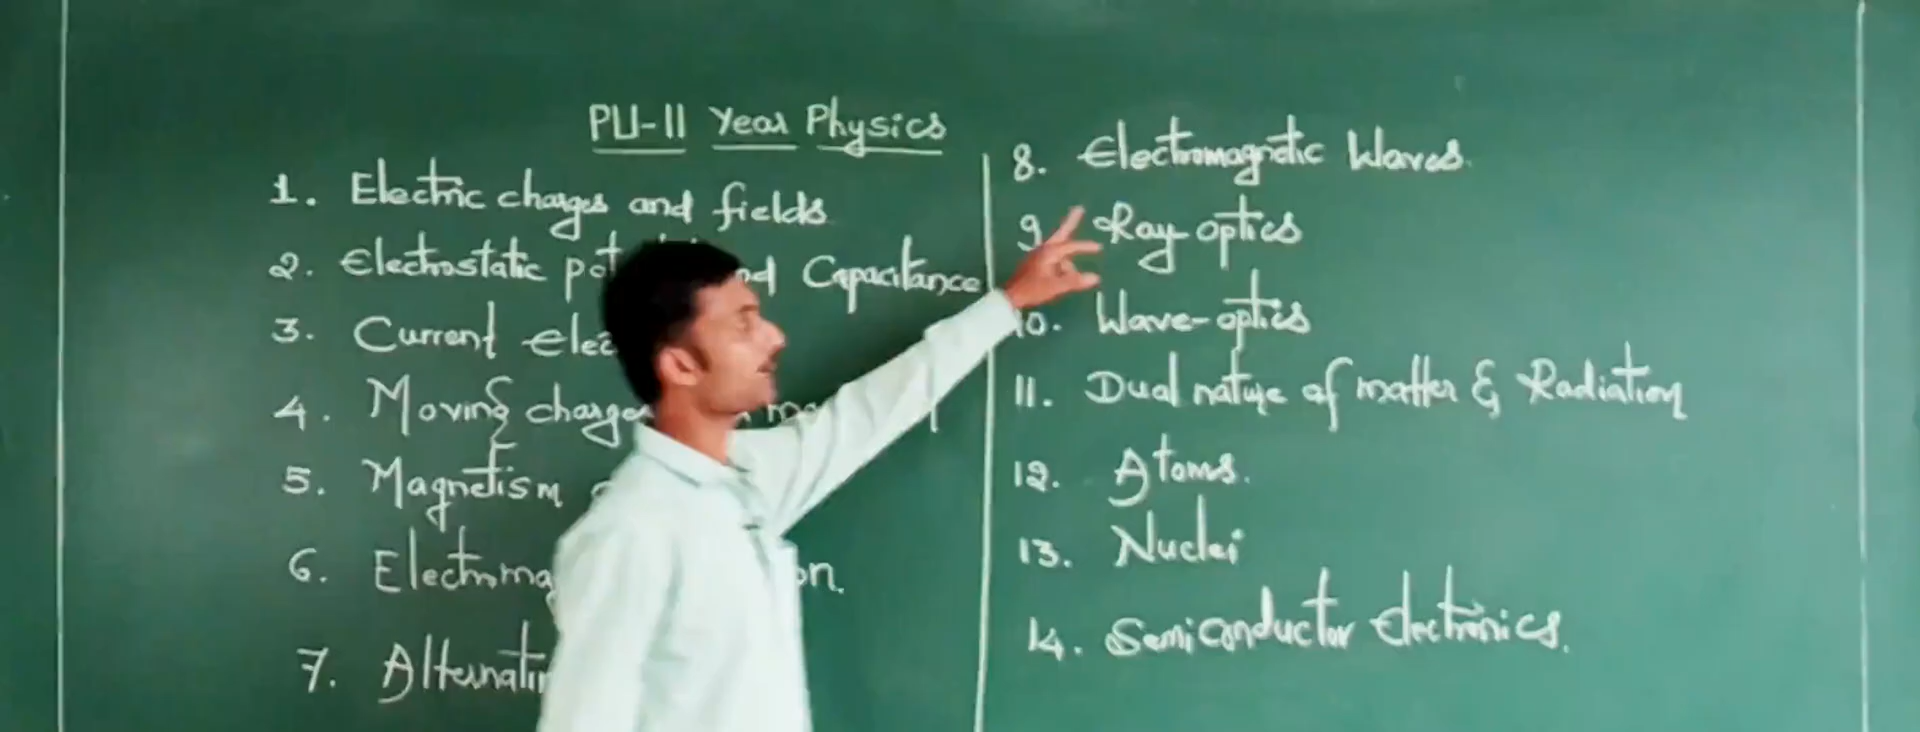 PU-II Year Physics
1. Electric charges and fields
2. Electrostatic and Capacitance
3. Current
4. Moving charges
5. Magnetism
6.
7.
8. Electromagnetic Waves.
9. Ray optics
10. Wave-optics
11. Dual nature of matter & Radiation
12. Atoms.
13. Nuclei
14. Semiconductor Electronics.